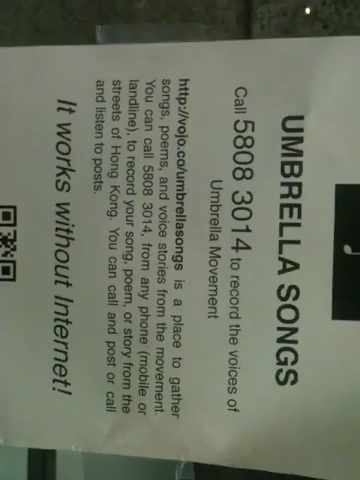 UMBRELLA SONGS
Call 5808 3014 to record the voices of
Umbrella Movement
http://vojo.co/umbrellasongs is a place to gather
songs, poems, and voice stories from the movement.
You can call 5808 3014, from any phone (mobile or
landline), to record your song, poem, or story from the
streets of Hong Kong. You can call and post or call
and listen to posts.
It works without Internet!